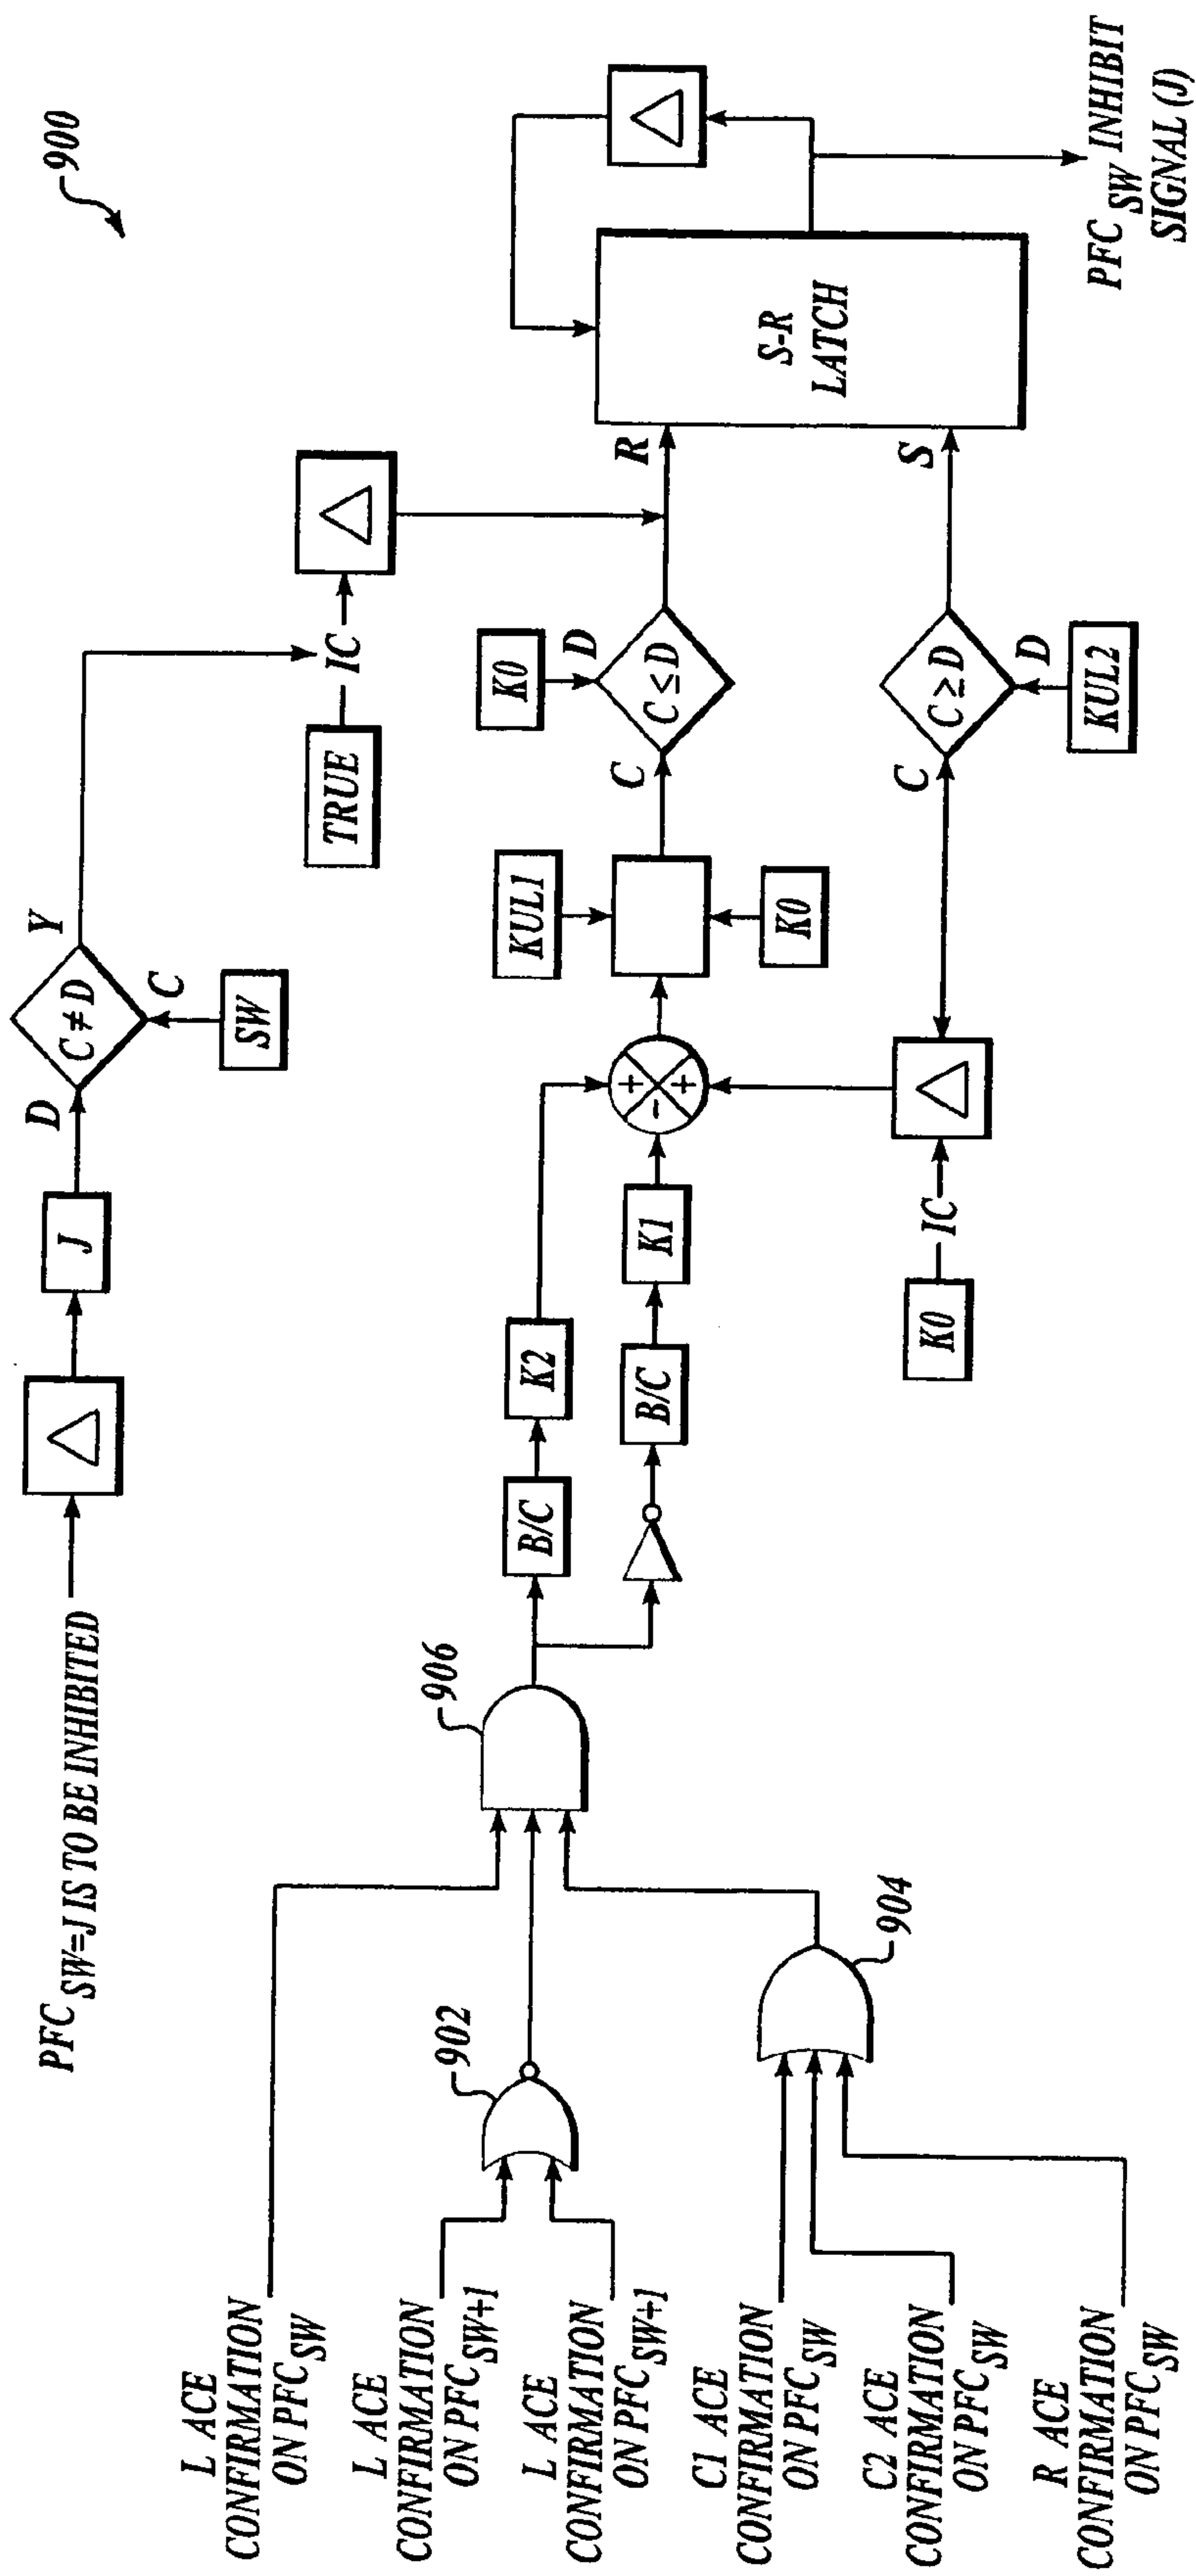 900
PFC SW=J IS TO BE INHIBITED
J
D
C ≠ D
Y
C
SW
TRUE
IC
L ACE
CONFIRMATION
ON PFC SW
L ACE
CONFIRMATION
ON PFC SW+1
L ACE
CONFIRMATION
ON PFC SW+1
C1 ACE
CONFIRMATION
ON PFC SW
C2 ACE
CONFIRMATION
ON PFC SW
R ACE
CONFIRMATION
ON PFC SW
902
904
906
B/C
K2
B/C
K1
+
-
+
KUL1
K0
C
K0
D
C ≤ D
R
K0
IC
C
C ≥ D
D
KUL2
S
S-R
LATCH
PFC SW INHIBIT
SIGNAL (J)